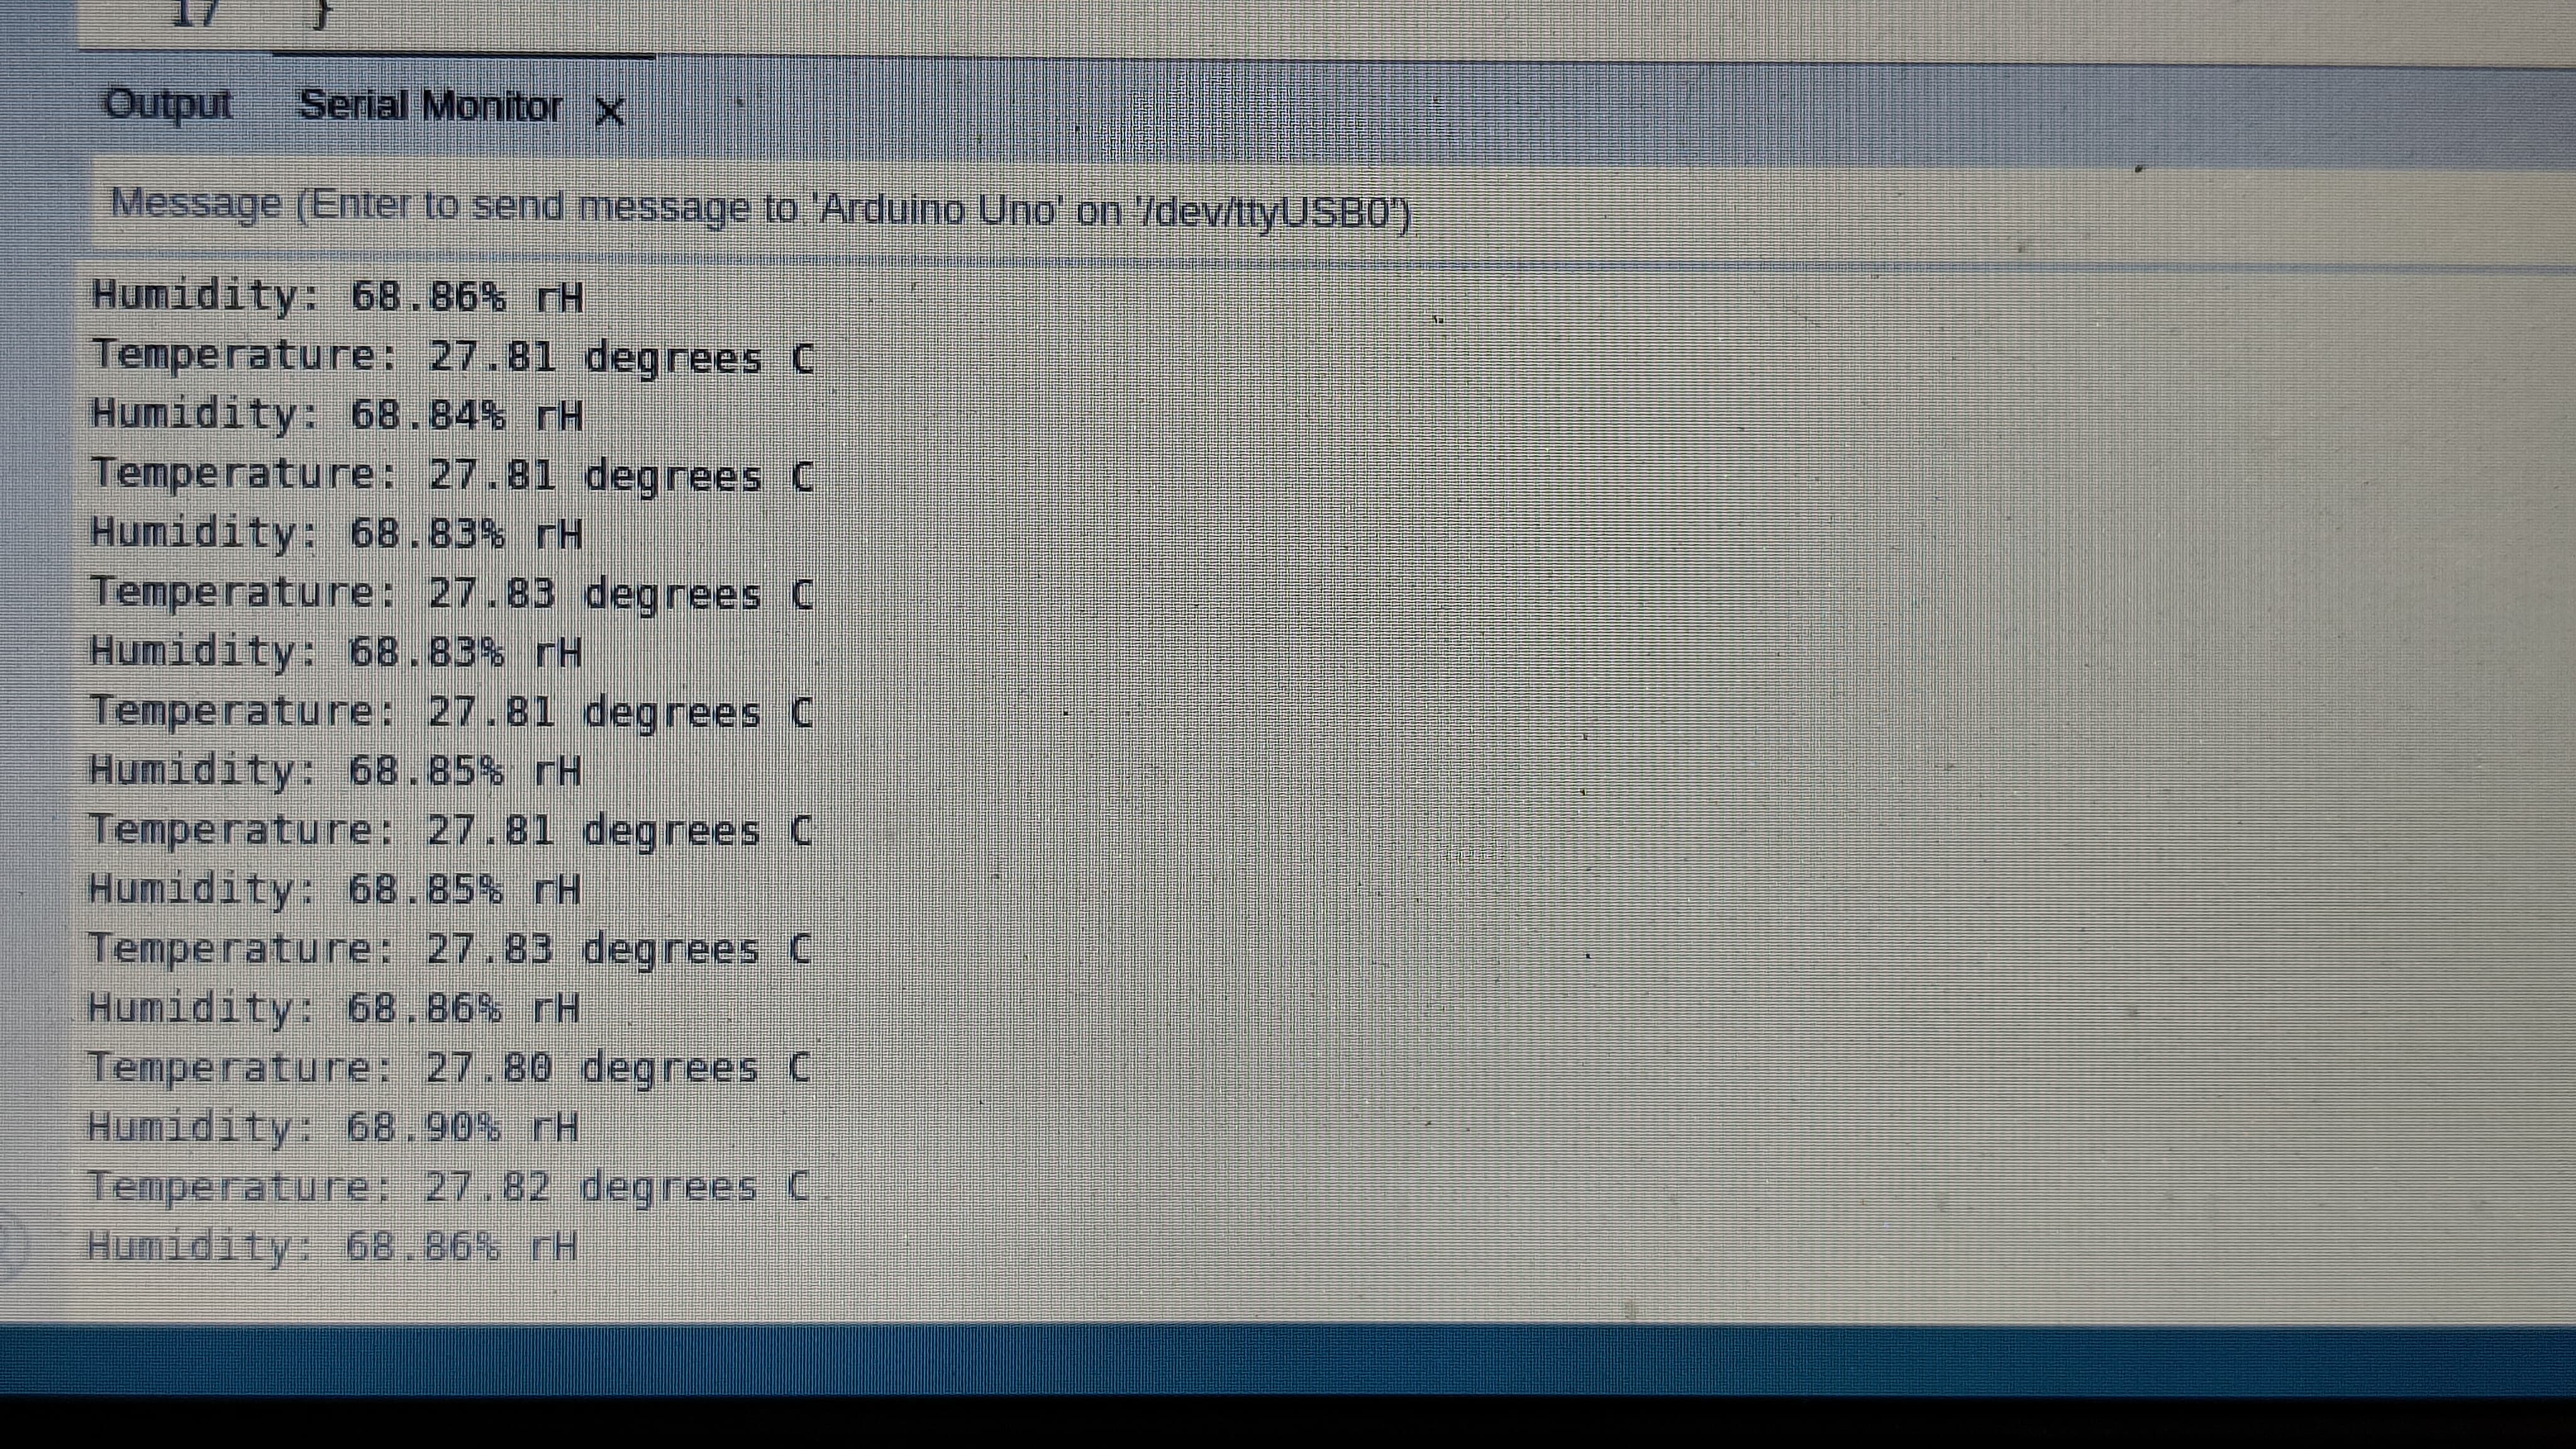 17 }
Output Serial Monitor X
Message (Enter to send message to 'Arduino Uno' on '/dev/ttyUSB0')
Humidity: 68.86% rH
Temperature: 27.81 degrees C
Humidity: 68.84% rH
Temperature: 27.81 degrees C
Humidity: 68.83% rH
Temperature: 27.83 degrees C
Humidity: 68.83% rH
Temperature: 27.81 degrees C
Humidity: 68.85% rH
Temperature: 27.81 degrees C
Humidity: 68.85% rH
Temperature: 27.83 degrees C
Humidity: 68.86% rH
Temperature: 27.80 degrees C
Humidity: 68.90% rH
Temperature: 27.82 degrees C
Humidity: 68.86% rH